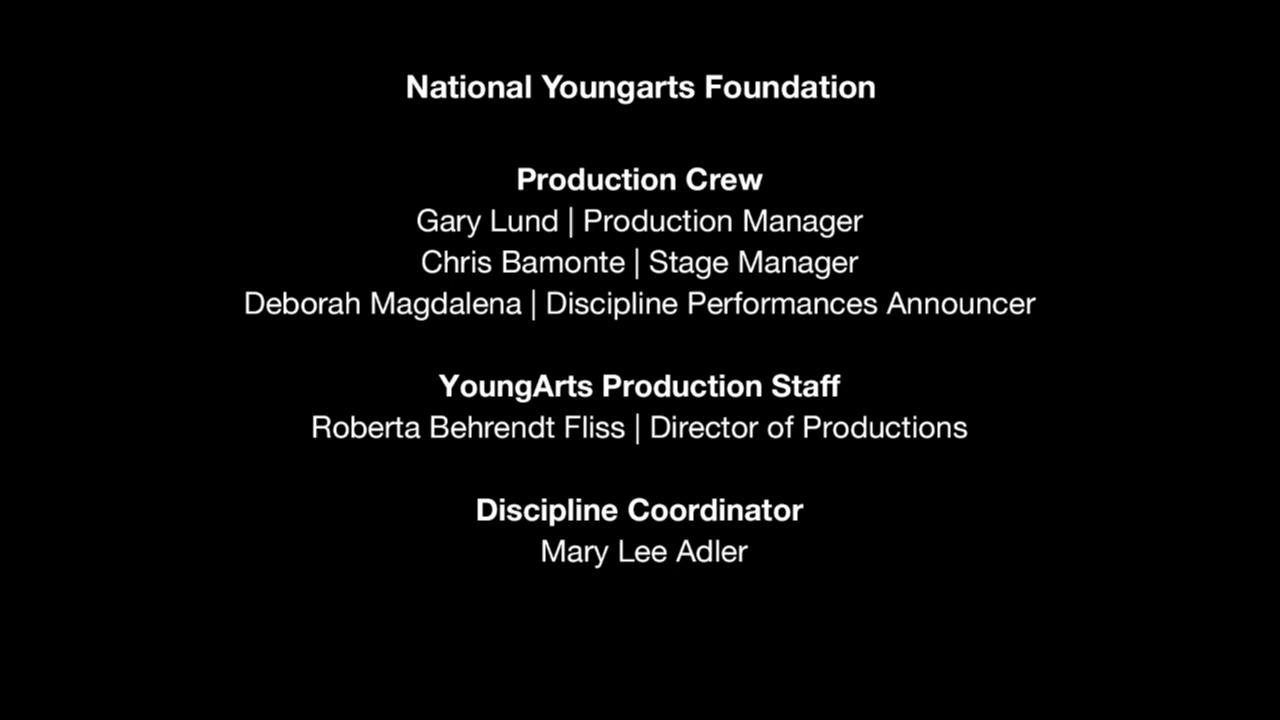 National Youngarts Foundation
Production Crew
Gary Lund | Production Manager
Chris Bamonte | Stage Manager
Deborah Magdalena | Discipline Performances Announcer
YoungArts Production Staff
Roberta Behrendt Fliss | Director of Productions
Discipline Coordinator
Mary Lee Adler